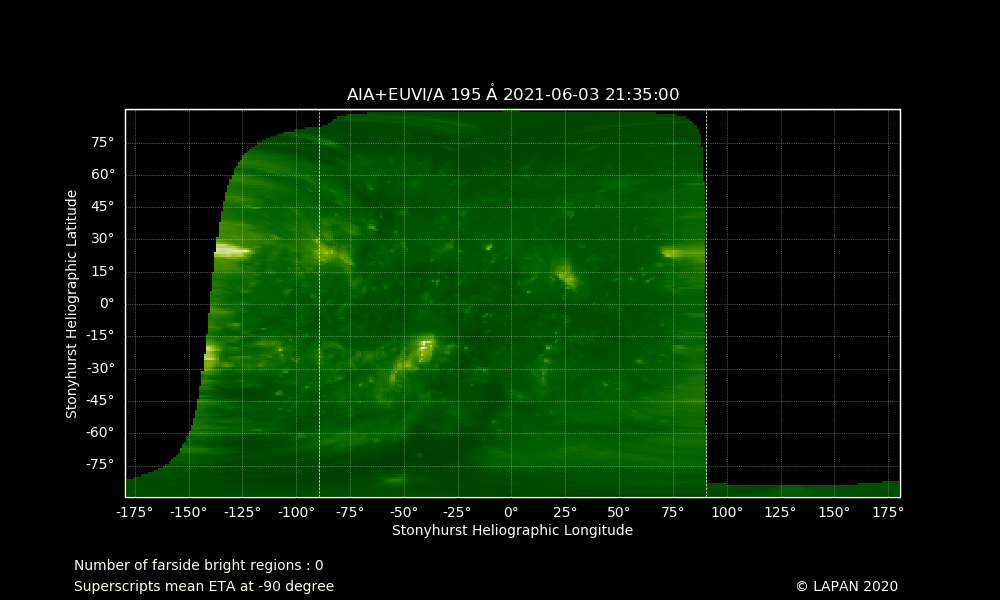 AIA+EUVI/A 195 Å 2021-06-03 21:35:00
75°
60°
45°
30°
15°
0°
-15°
-30°
-45°
-60°
-75°
Stonyhurst Heliographic Latitude
-175° -150° -125° -100° -75° -50° -25° 0° 25° 50° 75° 100° 125° 150° 175°
Stonyhurst Heliographic Longitude
Number of farside bright regions : 0
Superscripts mean ETA at -90 degree
© LAPAN 2020